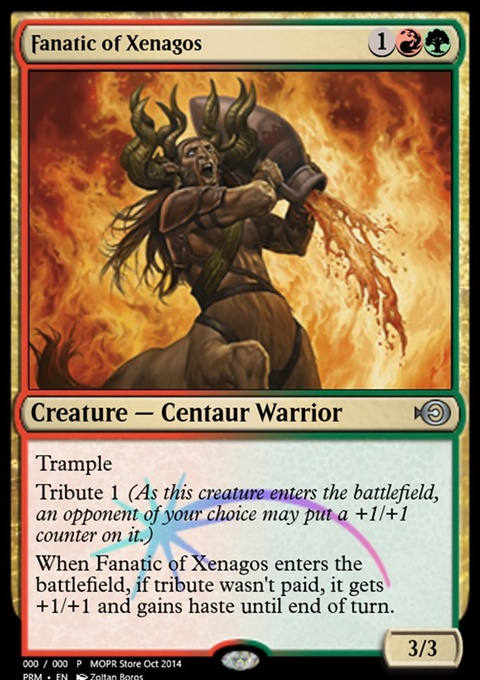 Fanatic of Xenagos 1
Creature — Centaur Warrior
Trample
Tribute 1 (As this creature enters the battlefield,
an opponent of your choice may put a +1/+1
counter on it.)
When Fanatic of Xenagos enters the
battlefield, if tribute wasn't paid, it gets
+1/+1 and gains haste until end of turn.
3/3
000 / 000 P MOPR Store Oct 2014
PRM • EN Zoltan Boros